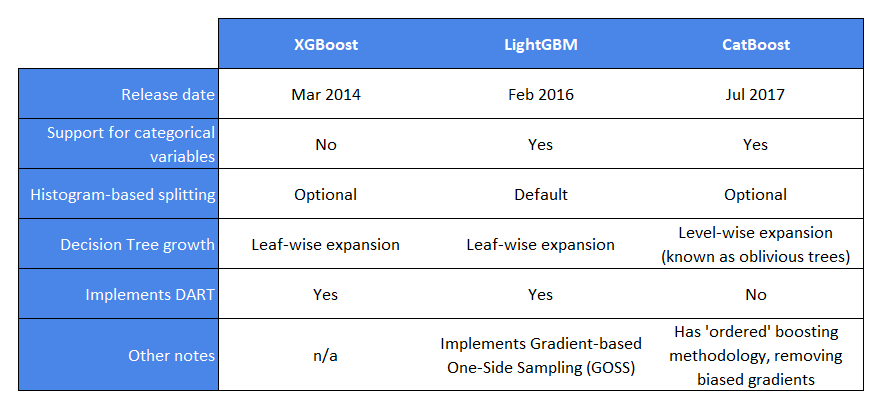 XGBoost LightGBM CatBoost
Release date Mar 2014 Feb 2016 Jul 2017
Support for categorical
variables No Yes Yes
Histogram-based splitting Optional Default Optional
Decision Tree growth Leaf-wise expansion Leaf-wise expansion Level-wise expansion
(known as oblivious trees)
Implements DART Yes Yes No
Other notes n/a Implements Gradient-based
One-Side Sampling (GOSS) Has 'ordered' boosting
methodology, removing
biased gradients